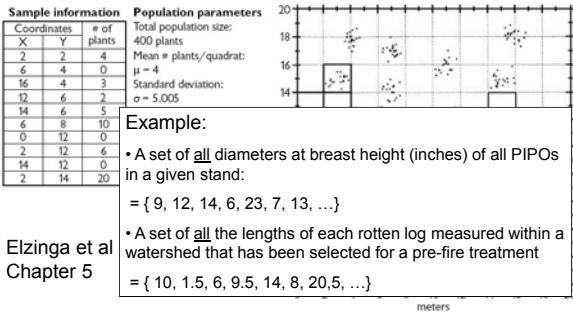 Sample information
Coordinates # of plants
X Y
2 2 4
6 4 0
16 4 3
12 6 2
14 6 5
6 8 10
0 12 0
2 12 6
14 12 0
2 14 20
Population parameters
Total population size:
400 plants
Mean # plants/quadrat:
μ = 4
Standard deviation:
σ = 5.005
20
18
16
14
Example:
• A set of all diameters at breast height (inches) of all PIPOs
in a given stand:
= { 9, 12, 14, 6, 23, 7, 13, …}
• A set of all the lengths of each rotten log measured within a
watershed that has been selected for a pre-fire treatment
= { 10, 1.5, 6, 9.5, 14, 8, 20,5, …}
Elzinga et al
Chapter 5
meters